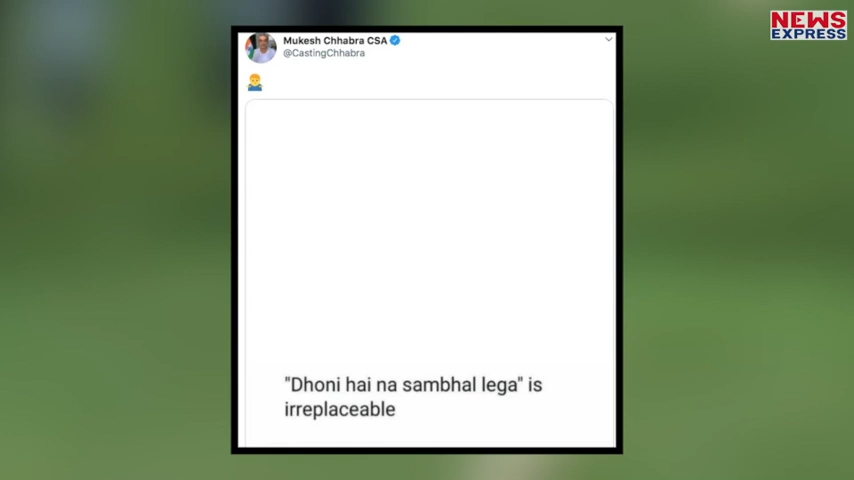 NEWS
EXPRESS
Mukesh Chhabra CSA
@CastingChhabra
"Dhoni hai na sambhal lega" is
irreplaceable